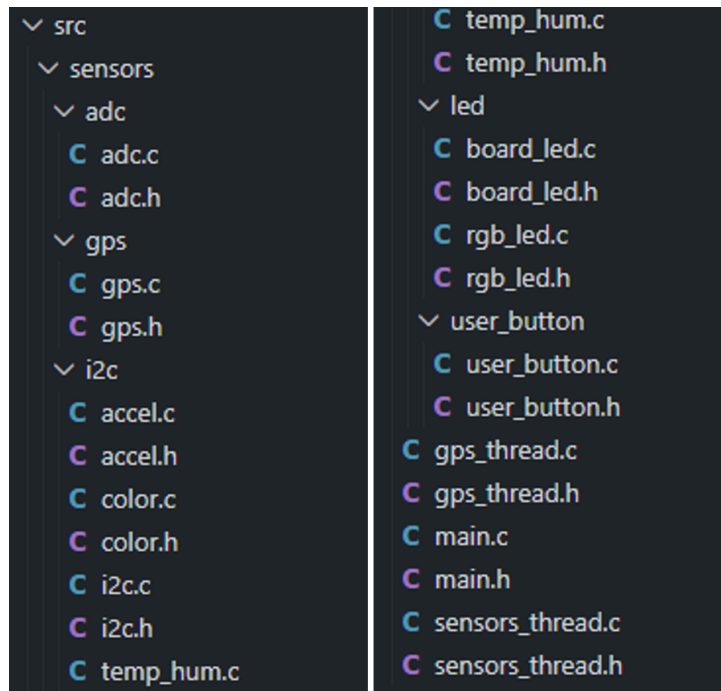 src
sensors
adc
C adc.c
C adc.h
gps
C gps.c
C gps.h
i2c
C accel.c
C accel.h
C color.c
C color.h
C i2c.c
C i2c.h
C temp_hum.c
C temp_hum.c
C temp_hum.h
led
C board_led.c
C board_led.h
C rgb_led.c
C rgb_led.h
user_button
C user_button.c
C user_button.h
C gps_thread.c
C gps_thread.h
C main.c
C main.h
C sensors_thread.c
C sensors_thread.h